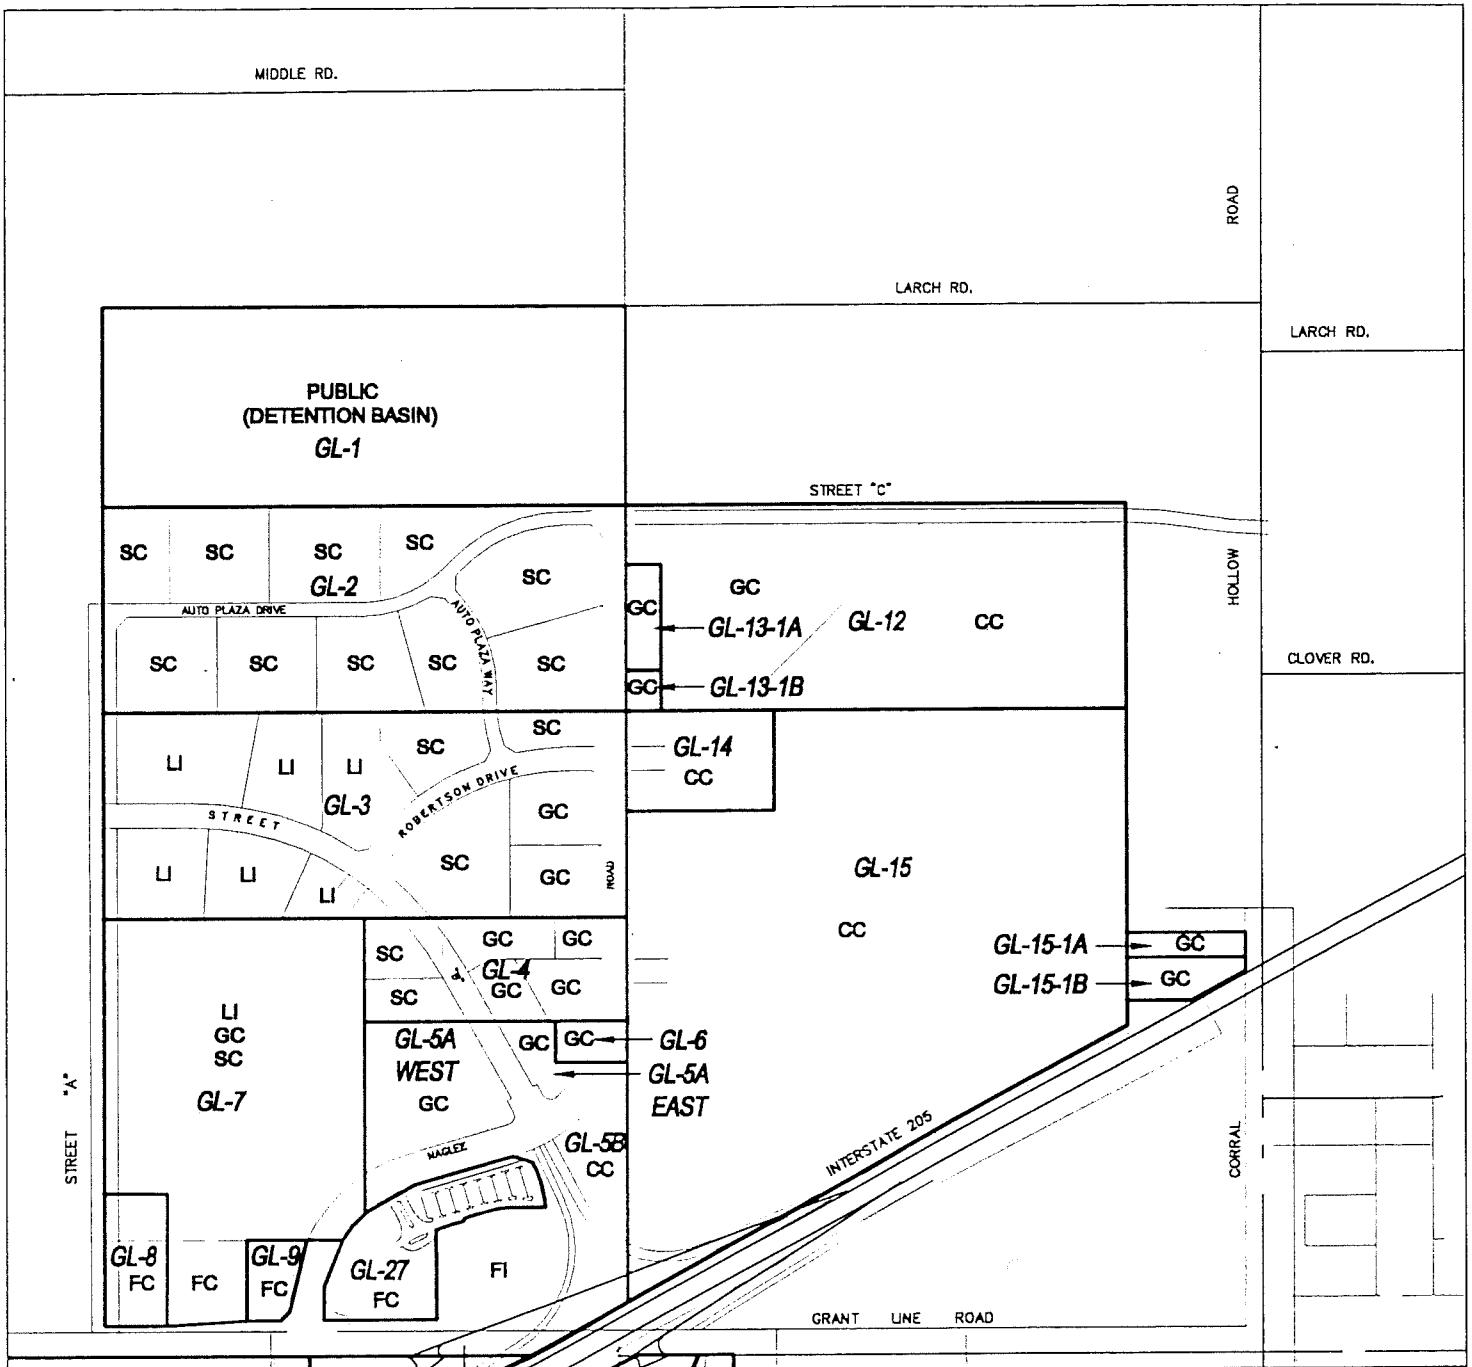 MIDDLE RD.
ROAD
LARCH RD.
LARCH RD.
PUBLIC
(DETENTION BASIN)
GL-1
STREET "C"
SC
SC
SC
SC
GL-2
SC
AUTO PLAZA DRIVE
AUTO PLAZA WAY
SC
SC
SC
SC
SC
GC
GC
GL-13-1A
GL-12
CC
HOLLOW
GC
GL-13-1B
CLOVER RD.
LI
LI
LI
SC
SC
GL-3
STREET
ROBERTSON DRIVE
GC
GL-14
CC
LI
LI
LI
SC
GC
ROAD
GL-15
CC
SC
GC
GC
"B"
GL-4
SC
GC
GC
GL-15-1A
GC
GL-15-1B
GC
LI
GC
SC
GL-7
GL-5A
WEST
GC
GC
GC
GL-6
GL-5A
EAST
STREET "A"
NAGLEE
GL-5B
CC
INTERSTATE 205
CORRAL
GL-8
FC
FC
GL-9
FC
GL-27
FC
FI
GRANT LINE ROAD